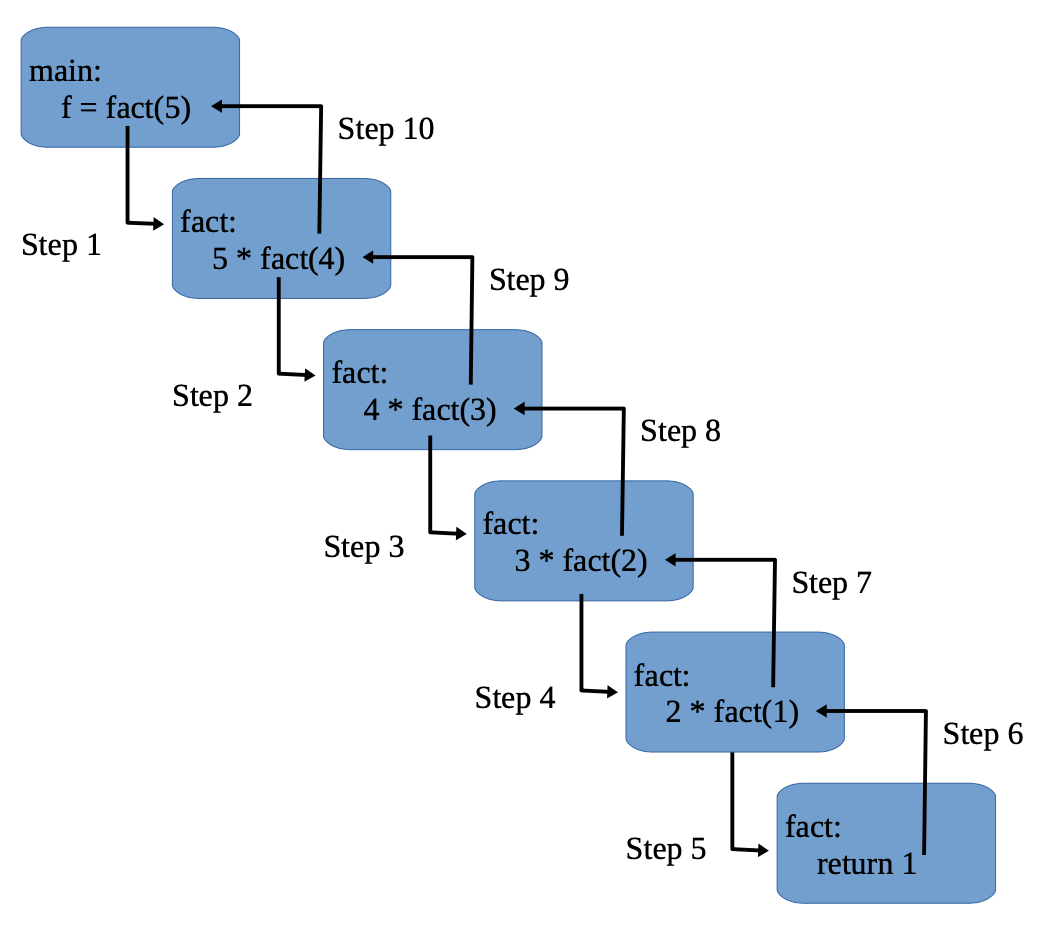 main:
f = fact(5)
Step 10
fact:
Step 1
5 * fact(4)
Step 9
fact:
Step 2
4 * fact(3)
Step 8
fact:
Step 3
3 * fact(2)
Step 7
fact:
Step 4
2 * fact(1)
Step 6
fact:
Step 5
return 1